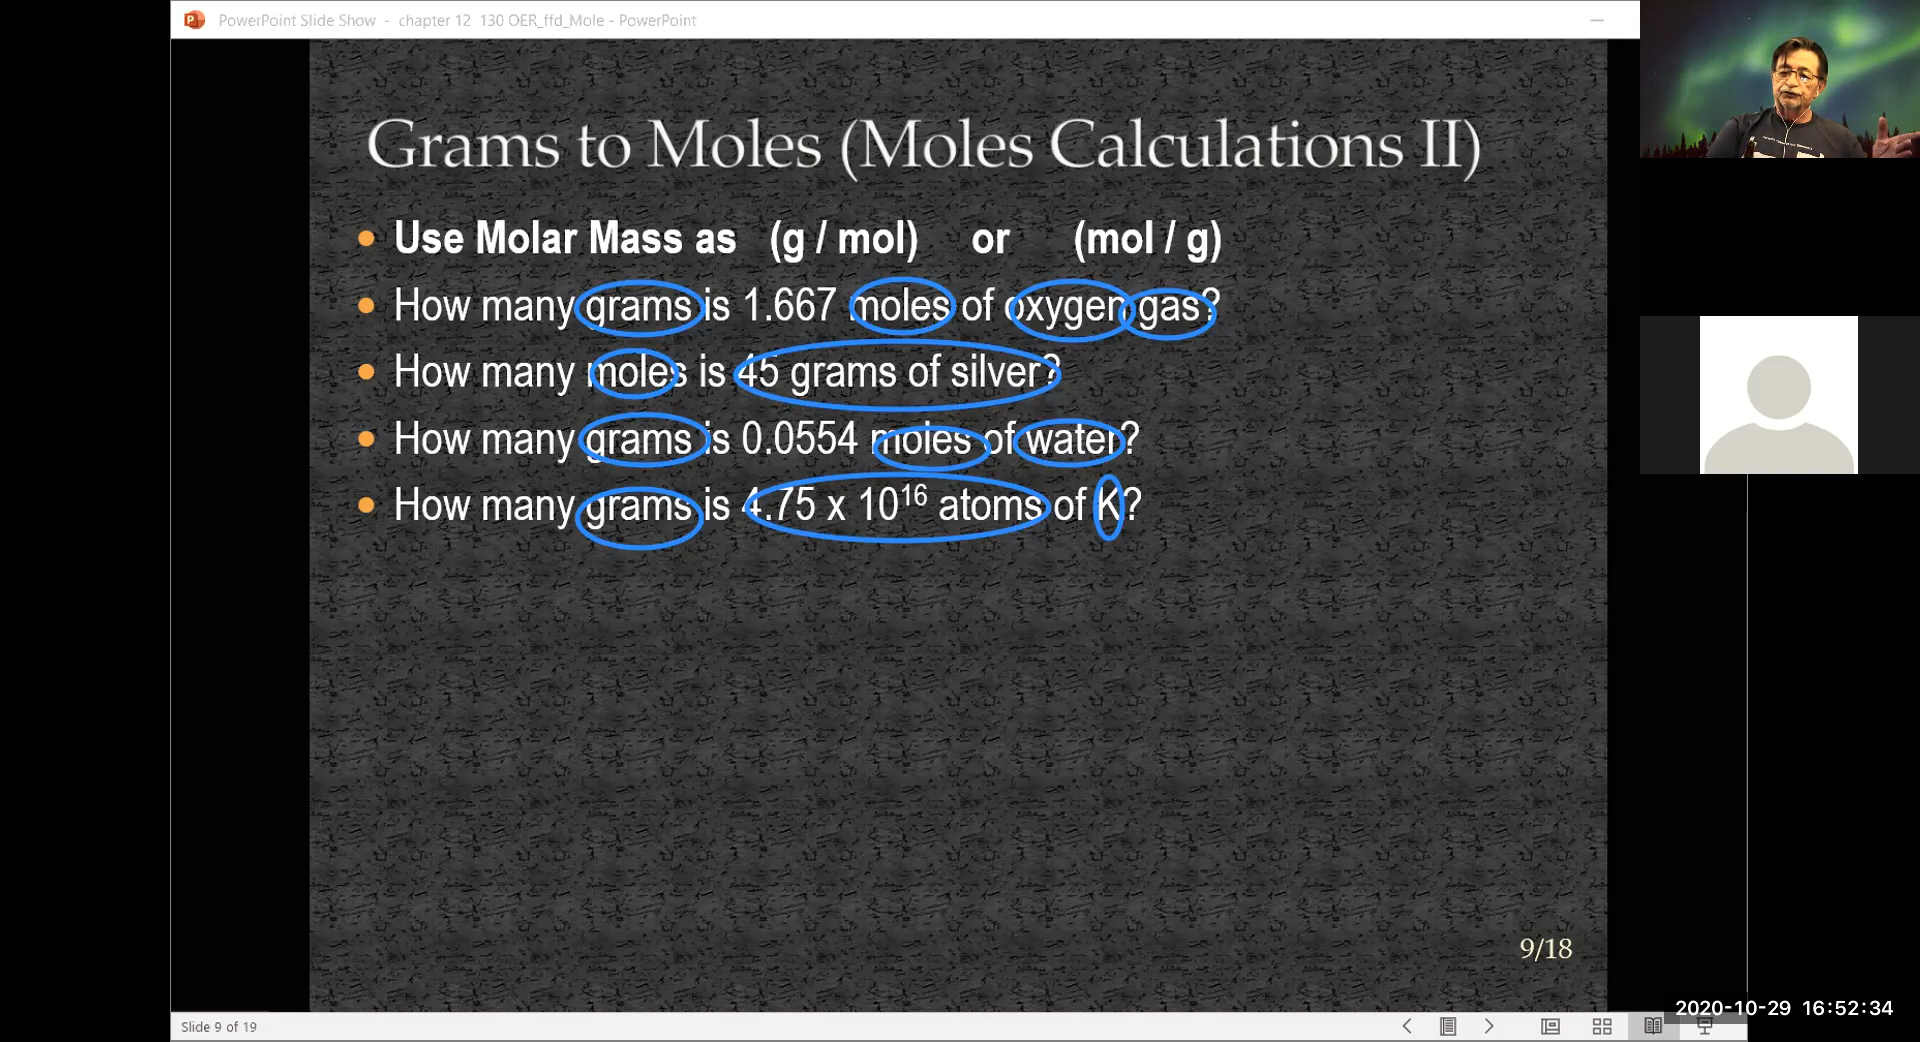 PowerPoint Slide Show - chapter 12 130 OER_ffd_Mole - PowerPoint
Grams to Moles (Moles Calculations II)
Use Molar Mass as (g / mol) or (mol / g)
How many grams is 1.667 moles of oxygen gas?
How many moles is 45 grams of silver?
How many grams is 0.0554 moles of water?
How many grams is 4.75 x 10¹⁶ atoms of K?
9/18
2020-10-29 16:52:34
Slide 9 of 19